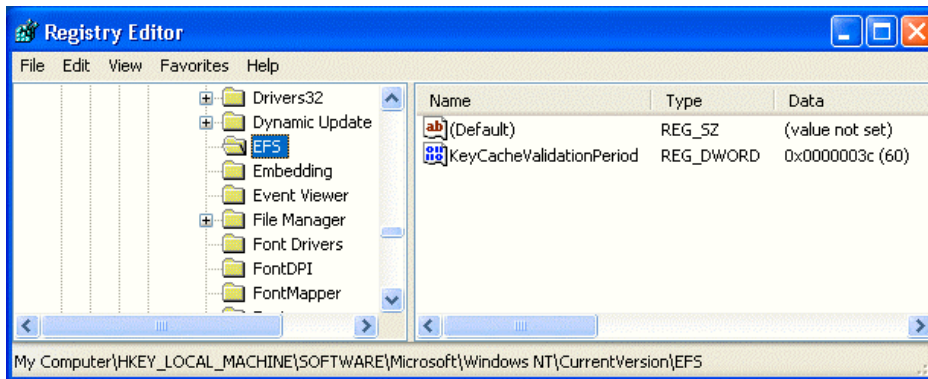 Registry Editor
File Edit View Favorites Help
Drivers32
Dynamic Update
EFS
Embedding
Event Viewer
File Manager
Font Drivers
FontDPI
FontMapper
Name Type Data
(Default) REG_SZ (value not set)
KeyCacheValidationPeriod REG_DWORD 0x0000003c (60)
My Computer\HKEY_LOCAL_MACHINE\SOFTWARE\Microsoft\Windows NT\CurrentVersion\EFS